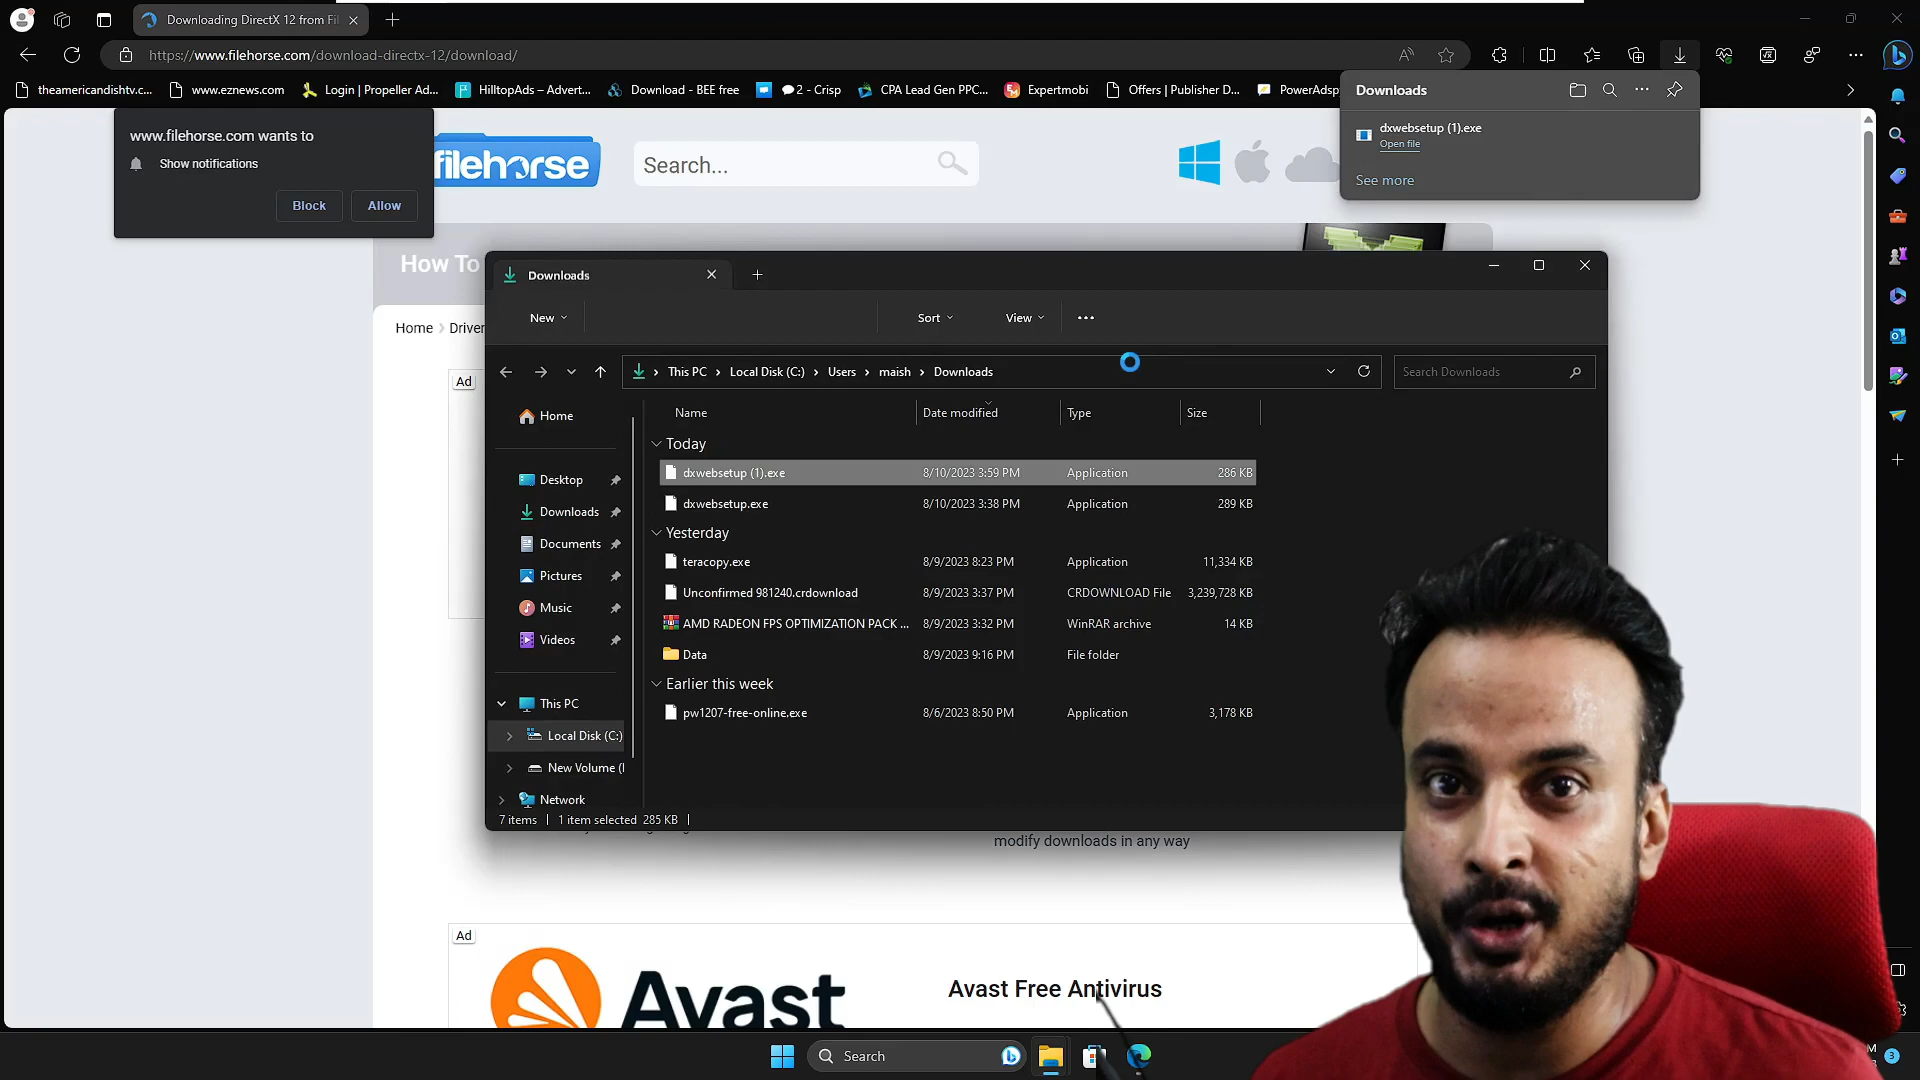 Downloading DirectX 12 from Fil
https://www.filehorse.com/download-directx-12/download/
theamericandishtv.c... www.eznews.com Login | Propeller Ad... HilltopAds – Advert... Download - BEE free 2 - Crisp CPA Lead Gen PPC... Expertmobi Offers | Publisher D... PowerAdsp
Downloads
dxwebsetup (1).exe
Open file
See more
www.filehorse.com wants to
Show notifications
Block Allow
filehorse
Search...
How To
Home Driver
Ad
Downloads
New Sort View
This PC Local Disk (C:) Users maish Downloads Search Downloads
Home
Desktop
Downloads
Documents
Pictures
Music
Videos
This PC
Local Disk (C:)
New Volume (
Network
Name Date modified Type Size
Today
dxwebsetup (1).exe 8/10/2023 3:59 PM Application 286 KB
dxwebsetup.exe 8/10/2023 3:38 PM Application 289 KB
Yesterday
teracopy.exe 8/9/2023 8:23 PM Application 11,334 KB
Unconfirmed 981240.crdownload 8/9/2023 3:37 PM CRDOWNLOAD File 3,239,728 KB
AMD RADEON FPS OPTIMIZATION PACK ... 8/9/2023 3:32 PM WinRAR archive 14 KB
Data 8/9/2023 9:16 PM File folder
Earlier this week
pw1207-free-online.exe 8/6/2023 8:50 PM Application 3,178 KB
7 items 1 item selected 285 KB
modify downloads in any way
Ad
Avast
Avast Free Antivirus
Search
M
3